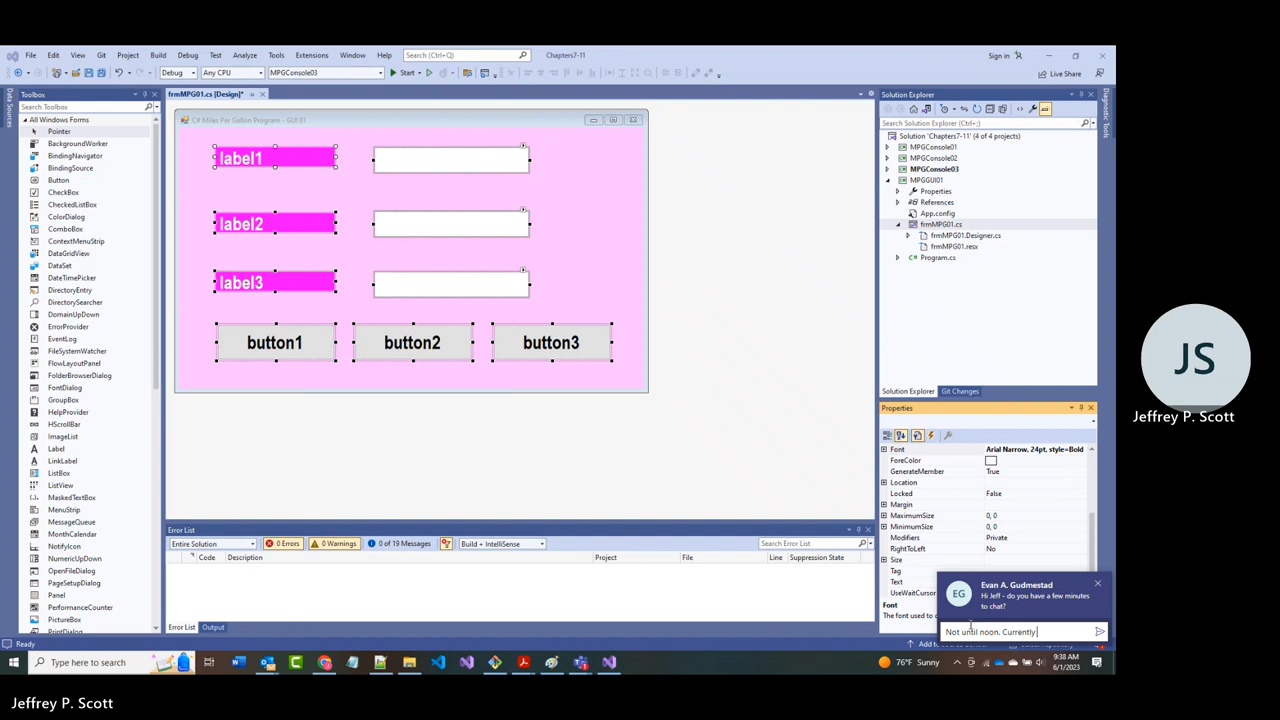 File Edit View Git Project Build Debug Test Analyze Tools Extensions Window Help Search (Ctrl+Q) Chapters7-11 Sign in
Debug Any CPU MPGConsole03 Start Live Share
Data Sources
Toolbox
Search Toolbox
All Windows Forms
Pointer
BackgroundWorker
BindingNavigator
BindingSource
Button
CheckBox
CheckedListBox
ColorDialog
ComboBox
ContextMenuStrip
DataGridView
DataSet
DateTimePicker
DirectoryEntry
DirectorySearcher
DomainUpDown
ErrorProvider
EventLog
FileSystemWatcher
FlowLayoutPanel
FolderBrowserDialog
FontDialog
GroupBox
HelpProvider
HScrollBar
ImageList
Label
LinkLabel
ListBox
ListView
MaskedTextBox
MenuStrip
MessageQueue
MonthCalendar
NotifyIcon
NumericUpDown
OpenFileDialog
PageSetupDialog
Panel
PerformanceCounter
PictureBox
PrintDialog
frmMPG01.cs [Design]*
C# Miles Per Gallon Program - GUI 01
label1
label2
label3
button1 button2 button3
Error List
Entire Solution 0 Errors 0 Warnings 0 of 19 Messages Build + IntelliSense Search Error List
Code Description Project File Line Suppression State
Error List Output
Solution Explorer
Search Solution Explorer (Ctrl+;)
Solution 'Chapters7-11' (4 of 4 projects)
MPGConsole01
MPGConsole02
MPGConsole03
MPGGUI01
Properties
References
App.config
frmMPG01.cs
frmMPG01.Designer.cs
frmMPG01.resx
Program.cs
Solution Explorer Git Changes
Diagnostic Tools
Properties
Font Arial Narrow, 24pt, style=Bold
ForeColor
GenerateMember True
Location
Locked False
Margin
MaximumSize 0, 0
MinimumSize 0, 0
Modifiers Private
RightToLeft No
Size
Tag
Text
UseWaitCursor
Font
The font used to
EG
Evan A. Gudmestad
Hi Jeff - do you have a few minutes
to chat?
Not until noon. Currently
Ready
Type here to search
76°F Sunny
9:38 AM
6/1/2023
JS
Jeffrey P. Scott
Jeffrey P. Scott